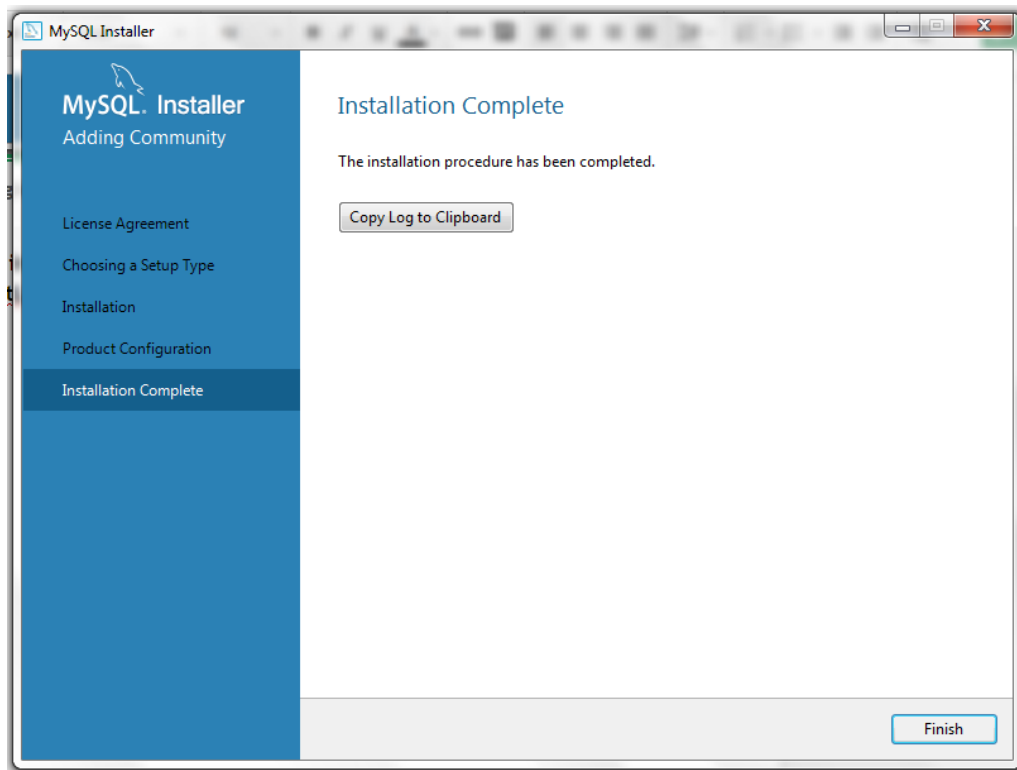 MySQL Installer
MySQL. Installer
Adding Community
License Agreement
Choosing a Setup Type
Installation
Product Configuration
Installation Complete
Installation Complete
The installation procedure has been completed.
Copy Log to Clipboard
Finish